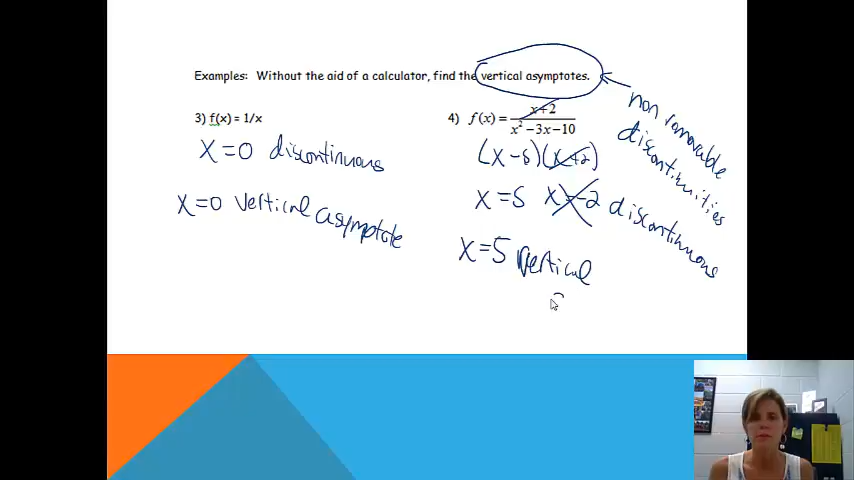 Examples: Without the aid of a calculator, find the vertical asymptotes.
3) f(x) = 1/x
x=0 discontinuous
x=0 vertical asymptote
4) f(x) = x+2 / x² −3x −10
(x-5)(x+2)
x=5 x=-2 discontinuous
x=5 vertical
non removable
discontinuities